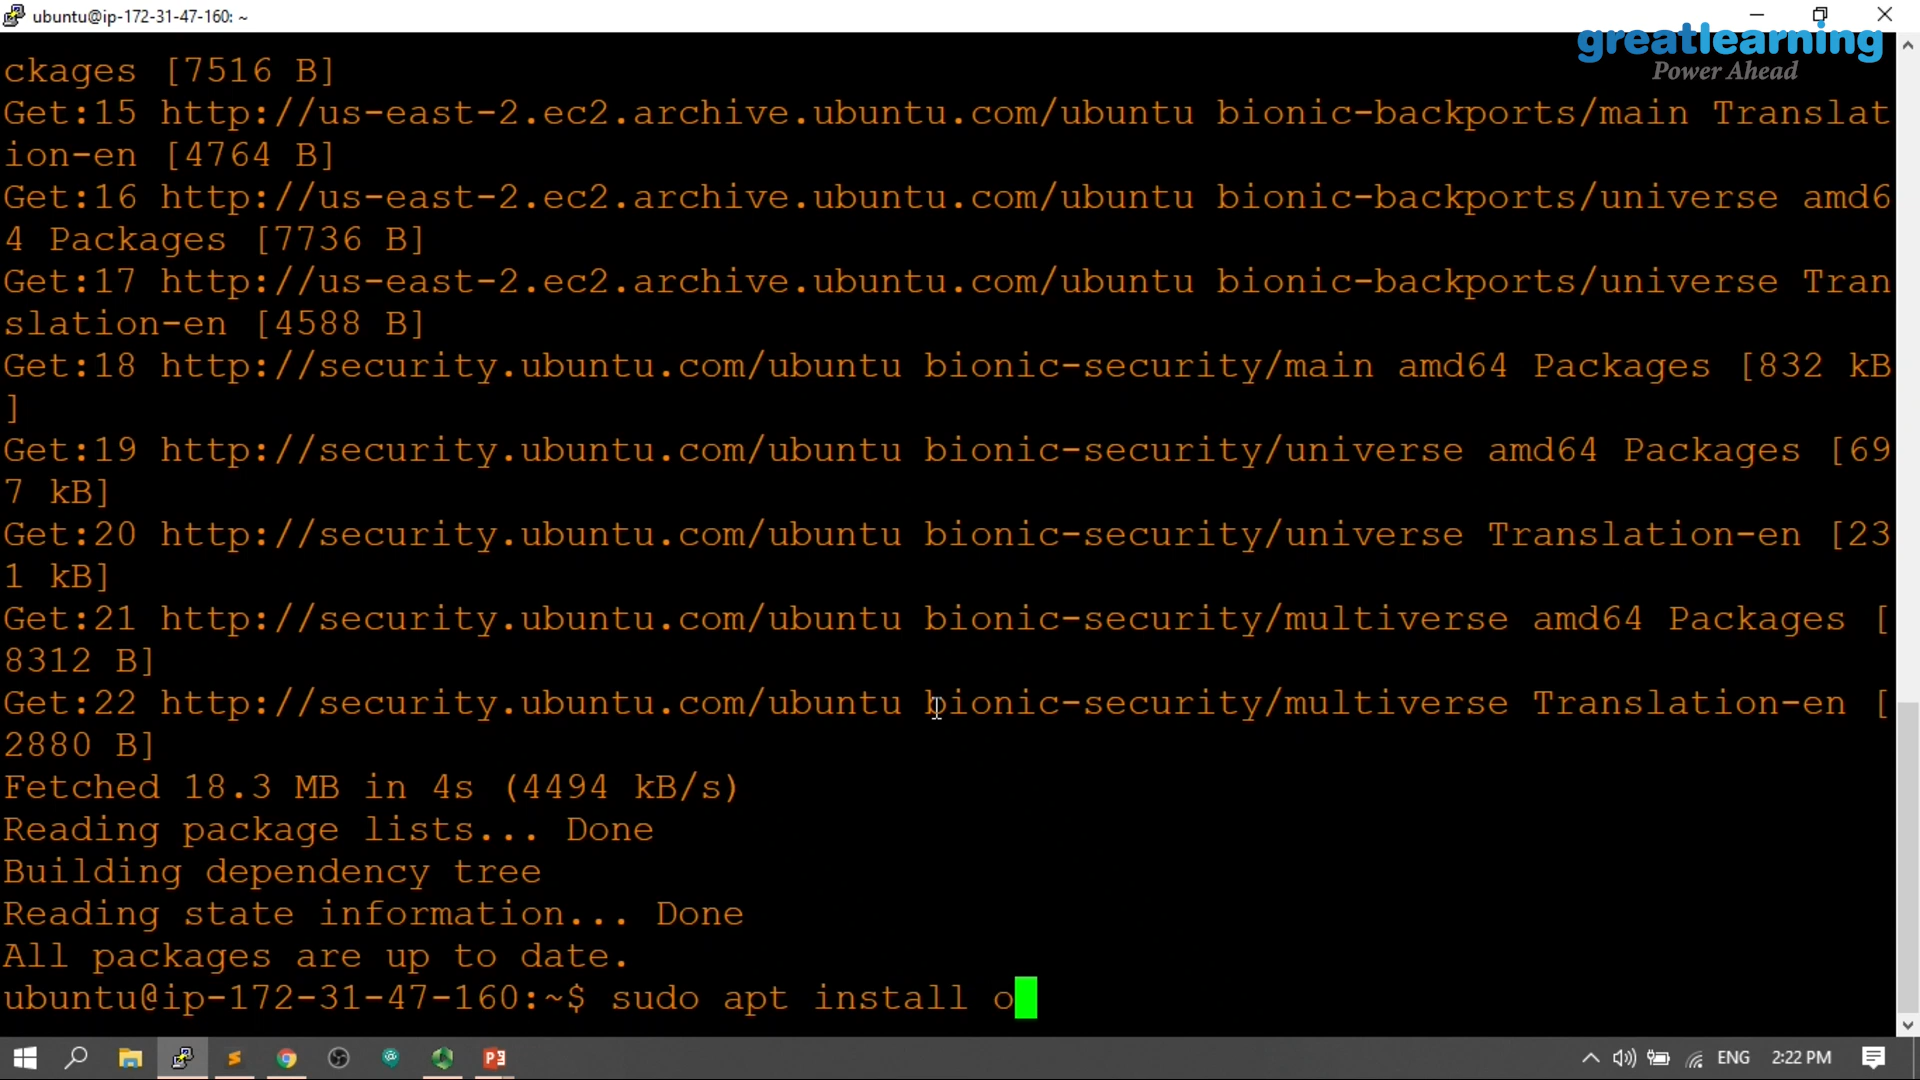 ubuntu@ip-172-31-47-160: ~
greatlearning
Power Ahead
ckages [7516 B]
Get:15 http://us-east-2.ec2.archive.ubuntu.com/ubuntu bionic-backports/main Translat
ion-en [4764 B]
Get:16 http://us-east-2.ec2.archive.ubuntu.com/ubuntu bionic-backports/universe amd6
4 Packages [7736 B]
Get:17 http://us-east-2.ec2.archive.ubuntu.com/ubuntu bionic-backports/universe Tran
slation-en [4588 B]
Get:18 http://security.ubuntu.com/ubuntu bionic-security/main amd64 Packages [832 kB
]
Get:19 http://security.ubuntu.com/ubuntu bionic-security/universe amd64 Packages [69
7 kB]
Get:20 http://security.ubuntu.com/ubuntu bionic-security/universe Translation-en [23
1 kB]
Get:21 http://security.ubuntu.com/ubuntu bionic-security/multiverse amd64 Packages [
8312 B]
Get:22 http://security.ubuntu.com/ubuntu bionic-security/multiverse Translation-en [
2880 B]
Fetched 18.3 MB in 4s (4494 kB/s)
Reading package lists... Done
Building dependency tree
Reading state information... Done
All packages are up to date.
ubuntu@ip-172-31-47-160:~$ sudo apt install o
ENG 2:22 PM